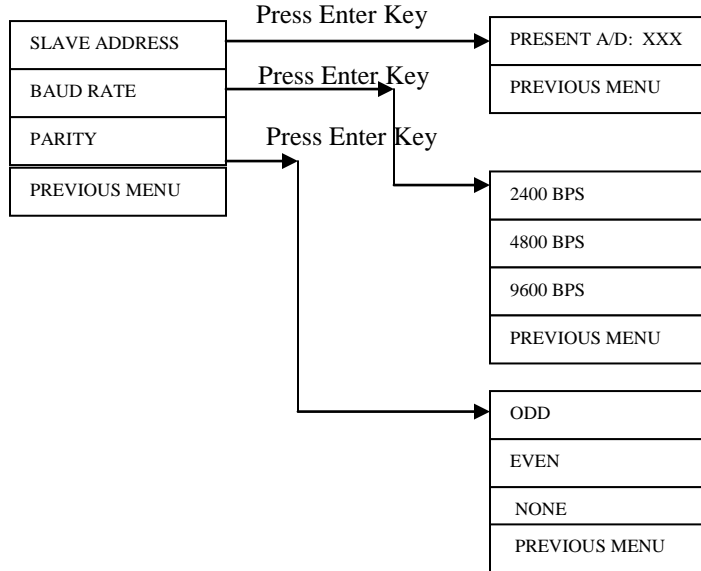 Press Enter Key
SLAVE ADDRESS
BAUD RATE
PARITY
PREVIOUS MENU
Press Enter Key
Press Enter Key
PRESENT A/D: XXX
PREVIOUS MENU
2400 BPS
4800 BPS
9600 BPS
PREVIOUS MENU
ODD
EVEN
NONE
PREVIOUS MENU